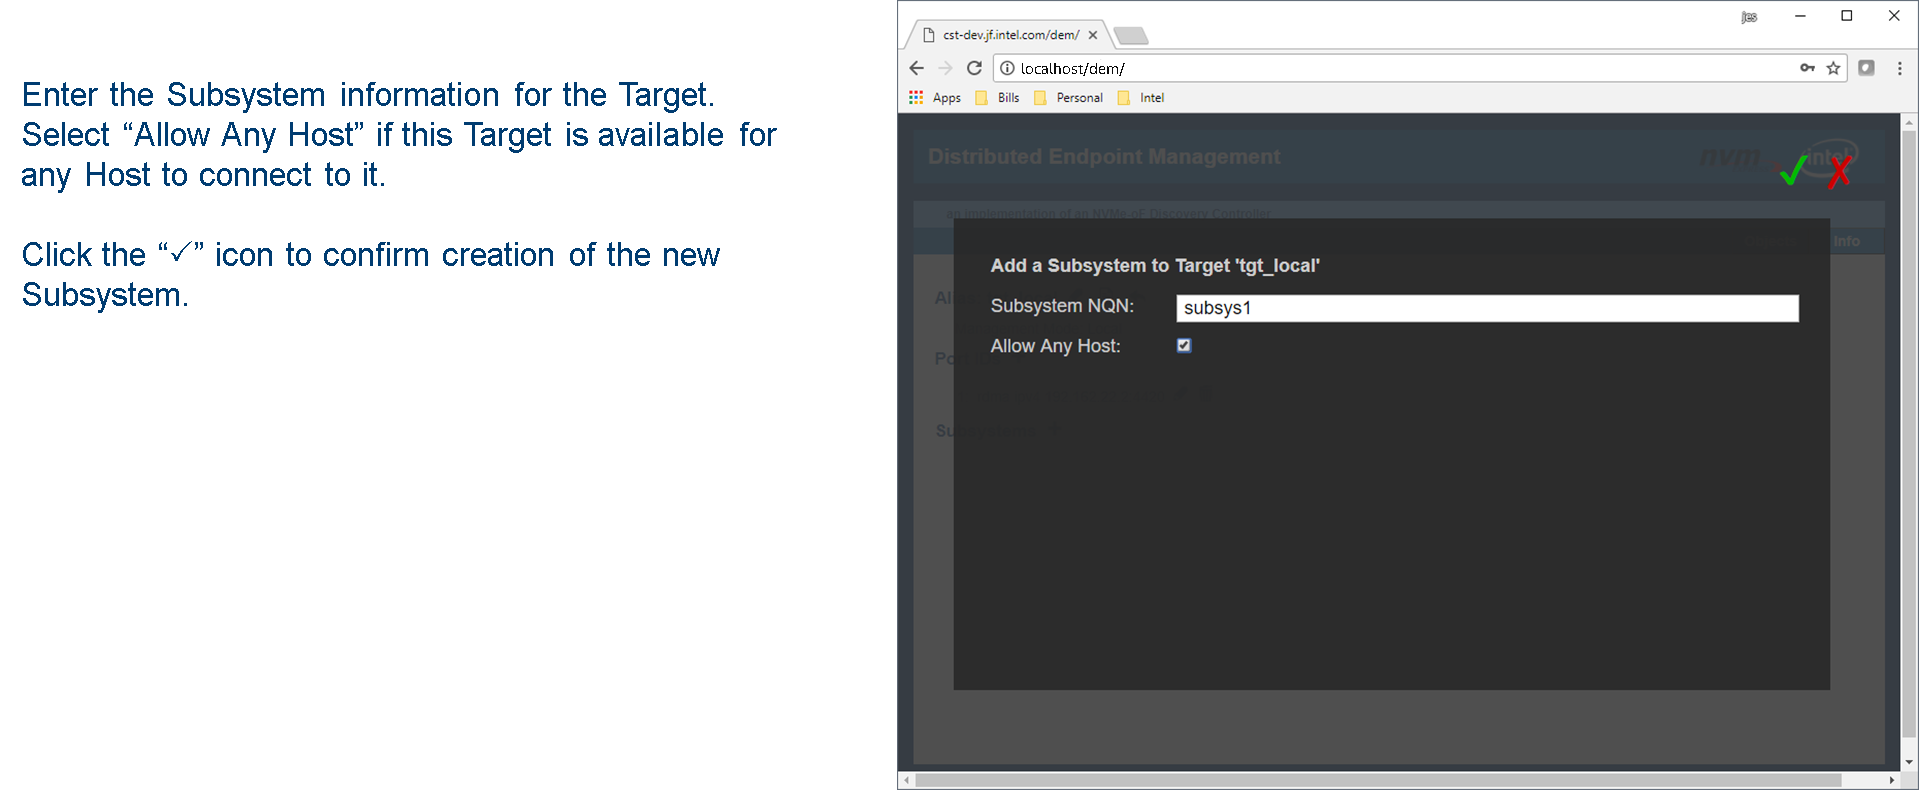 Enter the Subsystem information for the Target.
Select “Allow Any Host” if this Target is available for
any Host to connect to it.
Click the “✓” icon to confirm creation of the new
Subsystem.
jes
cst-dev.jf.intel.com/dem/
localhost/dem/
Apps Bills Personal Intel
Distributed Endpoint Management
nvm
intel
an implementation of an NVMe-oF Discovery Controller
Info
Add a Subsystem to Target 'tgt_local'
Subsystem NQN: subsys1
Allow Any Host: